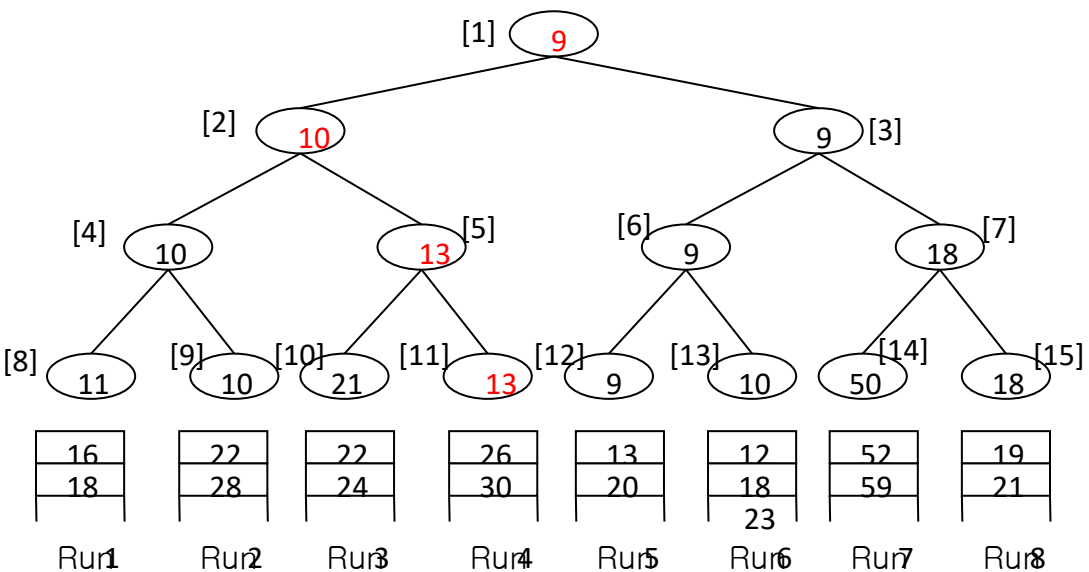 [1] 9
[2] 10 9 [3]
[4] 10 [5] 13 [6] 9 [7] 18
[8] 11 [9] 10 [10] 21 [11] 13 [12] 9 [13] 10 [14] 50 [15] 18
16 22 22 26 13 12 52 19
18 28 24 30 20 18 59 21
23
Run1 Run2 Run3 Run4 Run5 Run6 Run7 Run8